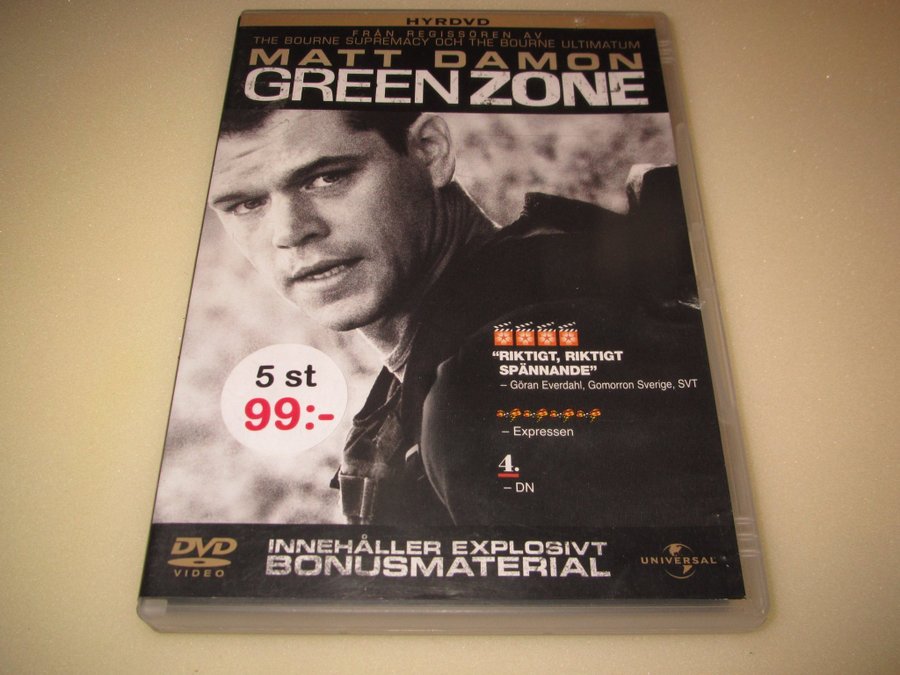 HYRDVD
FRÅN REGISSÖREN AV
THE BOURNE SUPREMACY OCH THE BOURNE ULTIMATUM
MATT DAMON
GREEN ZONE
"RIKTIGT, RIKTIGT
SPÄNNANDE"
– Göran Everdahl, Gomorron Sverige, SVT
– Expressen
4.
– DN
5 st
99:-
DVD
VIDEO
INNEHÅLLER EXPLOSIVT
BONUSMATERIAL
UNIVERSAL